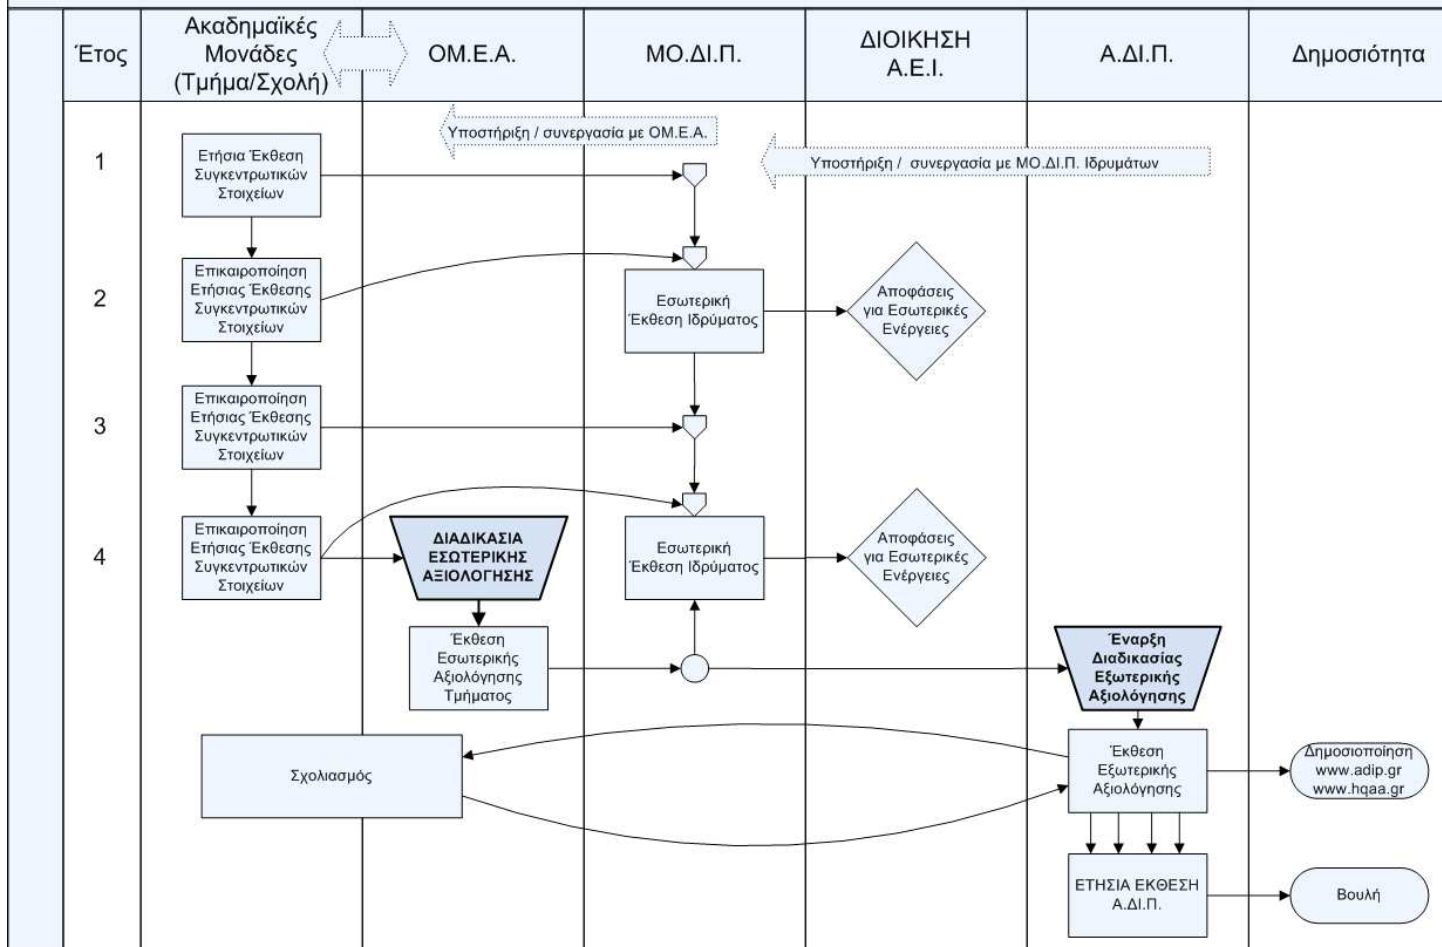 Έτος
Ακαδημαϊκές
Μονάδες
(Τμήμα/Σχολή)
ΟΜ.Ε.Α.
ΜΟ.ΔΙ.Π.
ΔΙΟΙΚΗΣΗ
Α.Ε.Ι.
Α.ΔΙ.Π.
Δημοσιότητα
Υποστήριξη / συνεργασία με ΟΜ.Ε.Α.
Υποστήριξη / συνεργασία με ΜΟ.ΔΙ.Π. Ιδρυμάτων
1
Ετήσια Έκθεση
Συγκεντρωτικών
Στοιχείων
2
Επικαιροποίηση
Ετήσιας Έκθεσης
Συγκεντρωτικών
Στοιχείων
Εσωτερική
Έκθεση Ιδρύματος
Αποφάσεις
για Εσωτερικές
Ενέργειες
3
Επικαιροποίηση
Ετήσιας Έκθεσης
Συγκεντρωτικών
Στοιχείων
4
Επικαιροποίηση
Ετήσιας Έκθεσης
Συγκεντρωτικών
Στοιχείων
ΔΙΑΔΙΚΑΣΙΑ
ΕΣΩΤΕΡΙΚΗΣ
ΑΞΙΟΛΟΓΗΣΗΣ
Εσωτερική
Έκθεση Ιδρύματος
Αποφάσεις
για Εσωτερικές
Ενέργειες
Έκθεση
Εσωτερικής
Αξιολόγησης
Τμήματος
Έναρξη
Διαδικασίας
Εξωτερικής
Αξιολόγησης
Σχολιασμός
Έκθεση
Εξωτερικής
Αξιολόγησης
Δημοσιοποίηση
www.adip.gr
www.hqaa.gr
ΕΤΗΣΙΑ ΕΚΘΕΣΗ
Α.ΔΙ.Π.
Βουλή